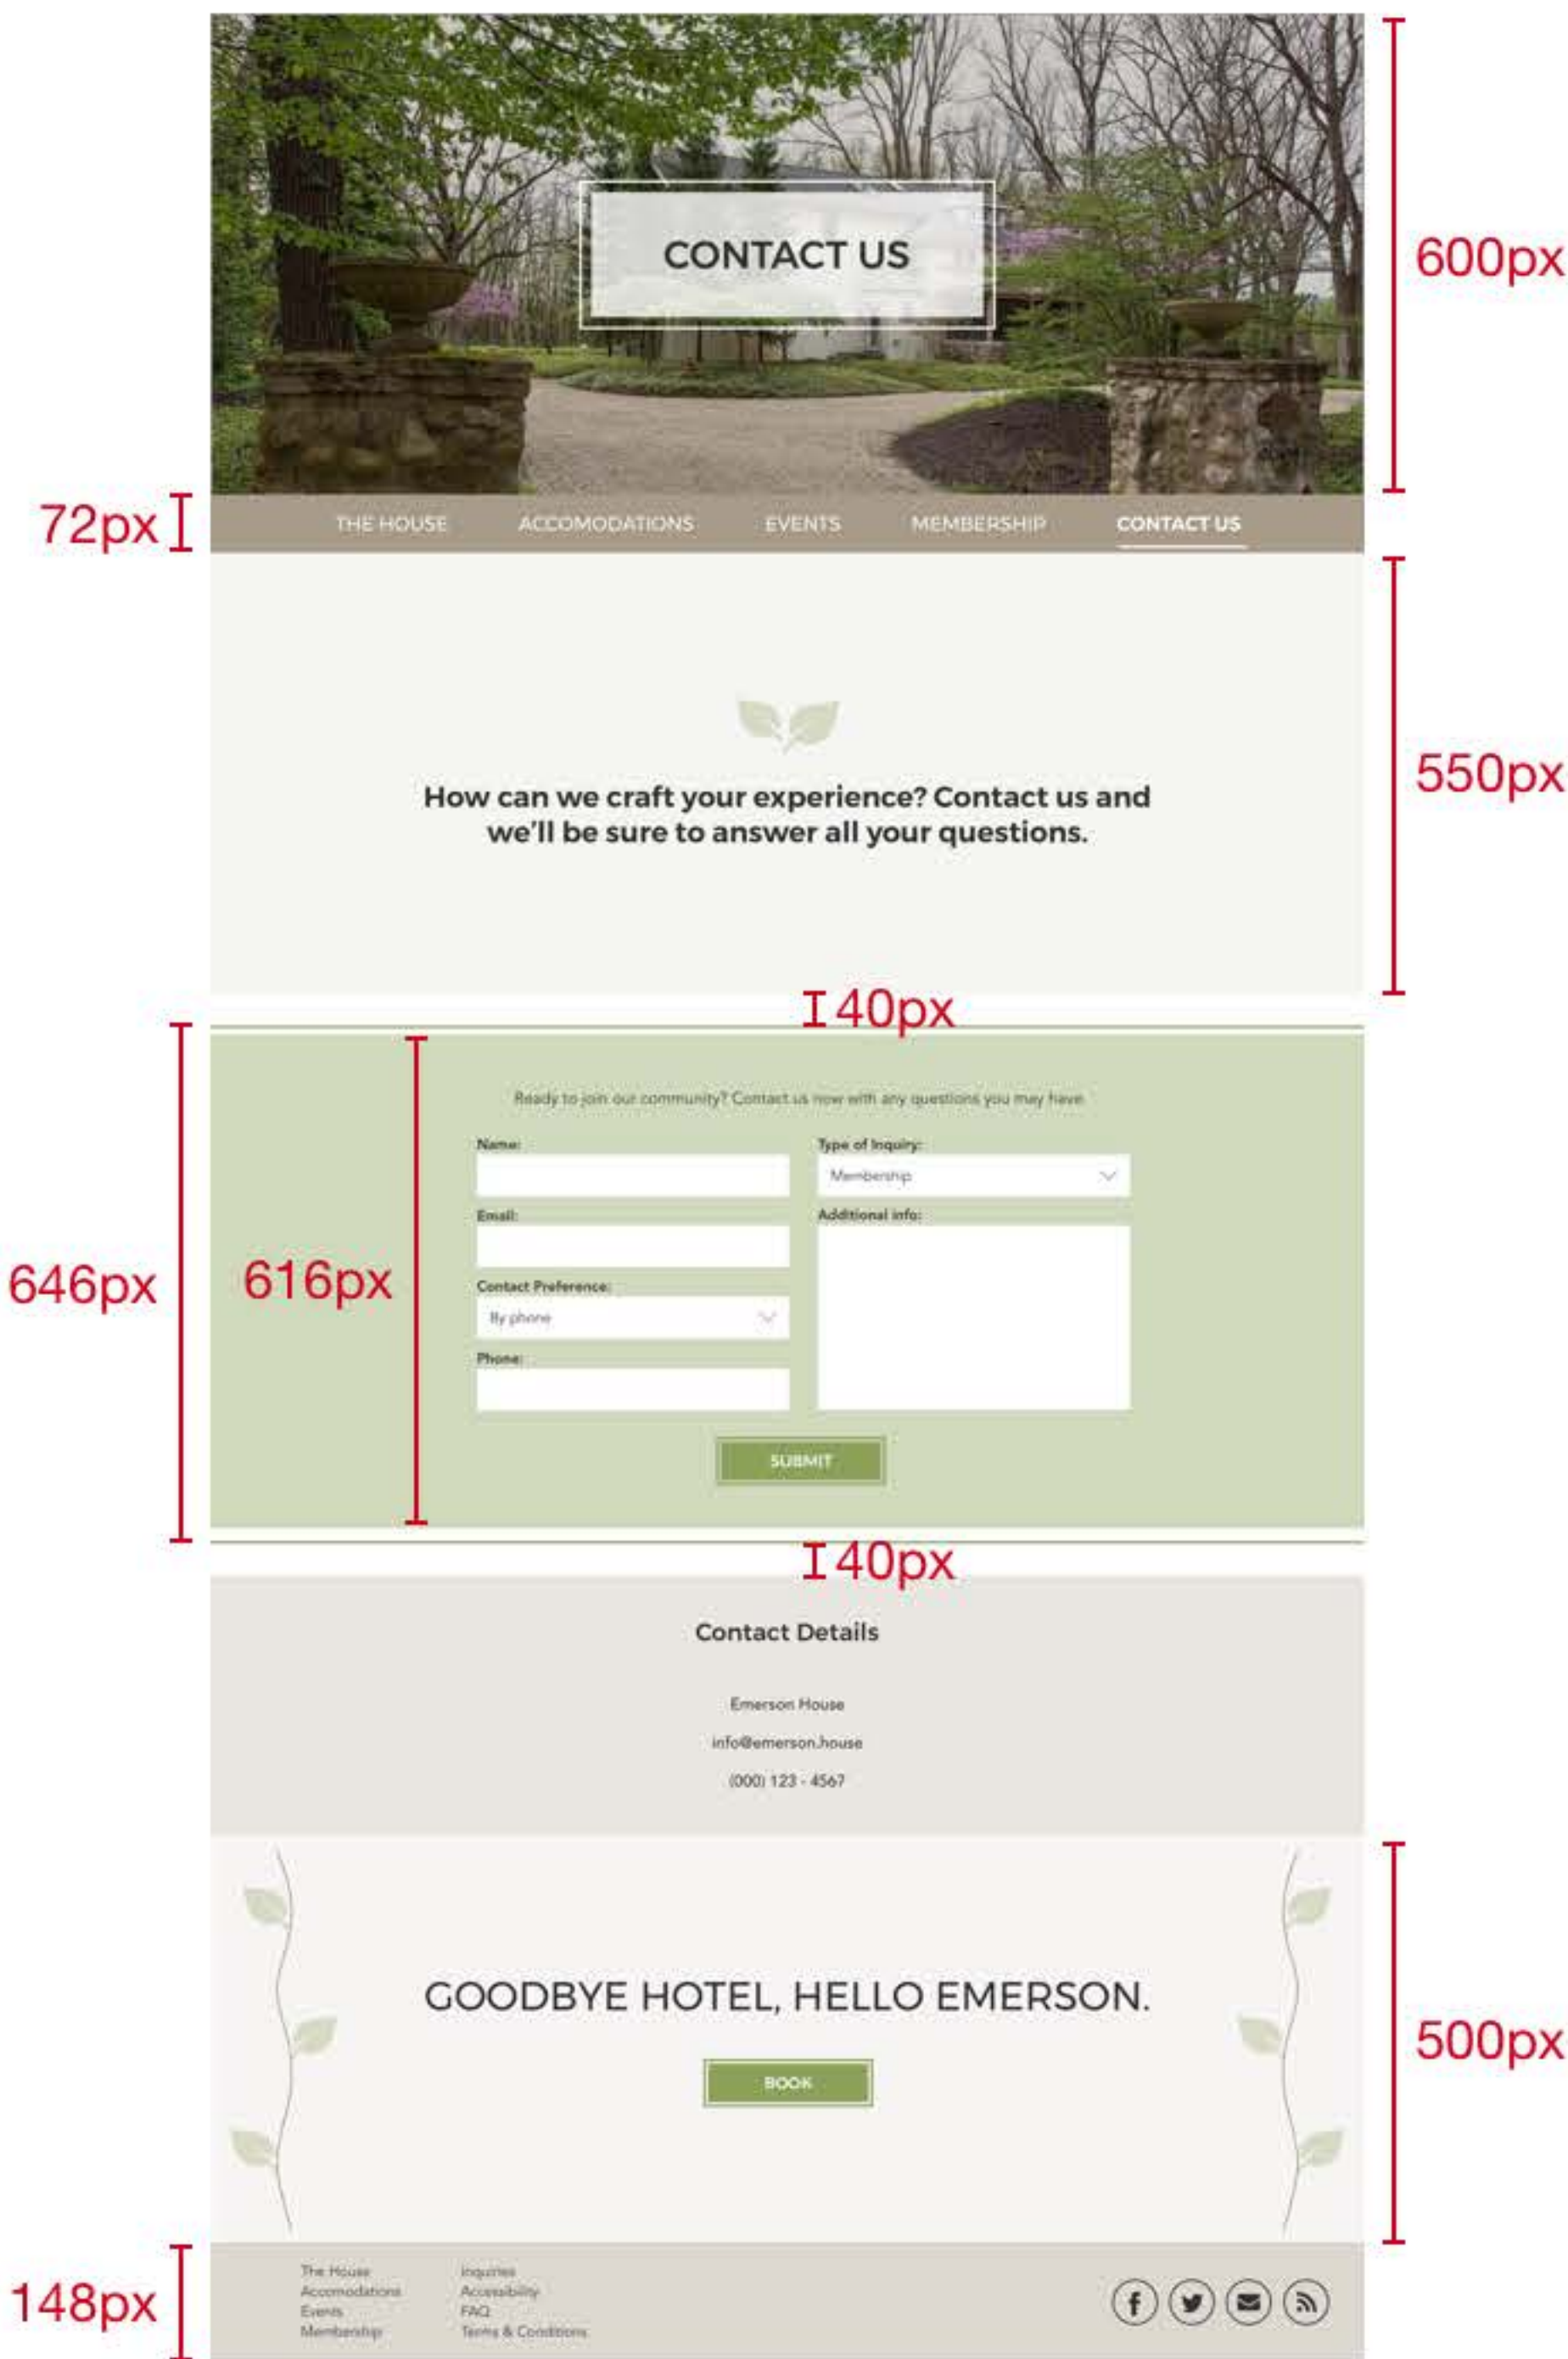 CONTACT US
600px
72px
THE HOUSE ACCOMODATIONS EVENTS MEMBERSHIP CONTACT US
550px
How can we craft your experience? Contact us and
we'll be sure to answer all your questions.
40px
646px
616px
Ready to join our community? Contact us now with any questions you may have.
Name:
Email:
Contact Preference:
By phone
Phone:
Type of Inquiry:
Membership
Additional info:
SUBMIT
40px
Contact Details
Emerson House
info@emerson.house
(000) 123 - 4567
500px
GOODBYE HOTEL, HELLO EMERSON.
BOOK
148px
The House
Accomodations
Events
Membership
Inquiries
Accessibility
FAQ
Terms & Conditions